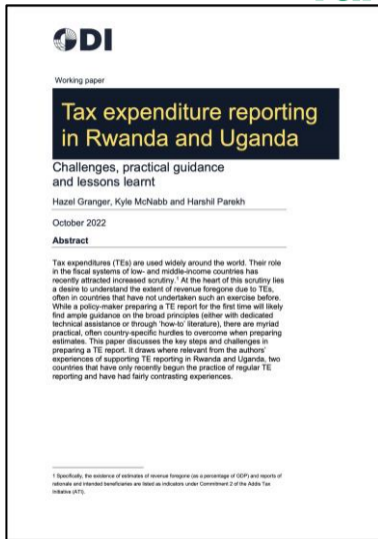 ODI
Working paper
Tax expenditure reporting
in Rwanda and Uganda
Challenges, practical guidance
and lessons learnt
Hazel Granger, Kyle McNabb and Harshil Parekh
October 2022
Abstract
Tax expenditures (TEs) are used widely around the world. Their role
in the fiscal systems of low- and middle-income countries has
recently attracted increased scrutiny.¹ At the heart of this scrutiny lies
a desire to understand the extent of revenue foregone due to TEs,
often in countries that have not undertaken such an exercise before.
While a policy-maker preparing a TE report for the first time will likely
find ample guidance on the broad principles (either with dedicated
technical assistance or through ‘how-to’ literature), there are myriad
practical, often country-specific hurdles to overcome when preparing
estimates. This paper discusses the key steps and challenges in
preparing a TE report. It draws where relevant from the authors’
experiences of supporting TE reporting in Rwanda and Uganda, two
countries that have only recently begun the practice of regular TE
reporting and have had fairly contrasting experiences.
1 Specifically, the existence of estimates of revenue foregone (as a percentage of GDP) and reports of
rationale and intended beneficiaries are listed as indicators under Commitment 2 of the Addis Tax
Initiative (ATI).